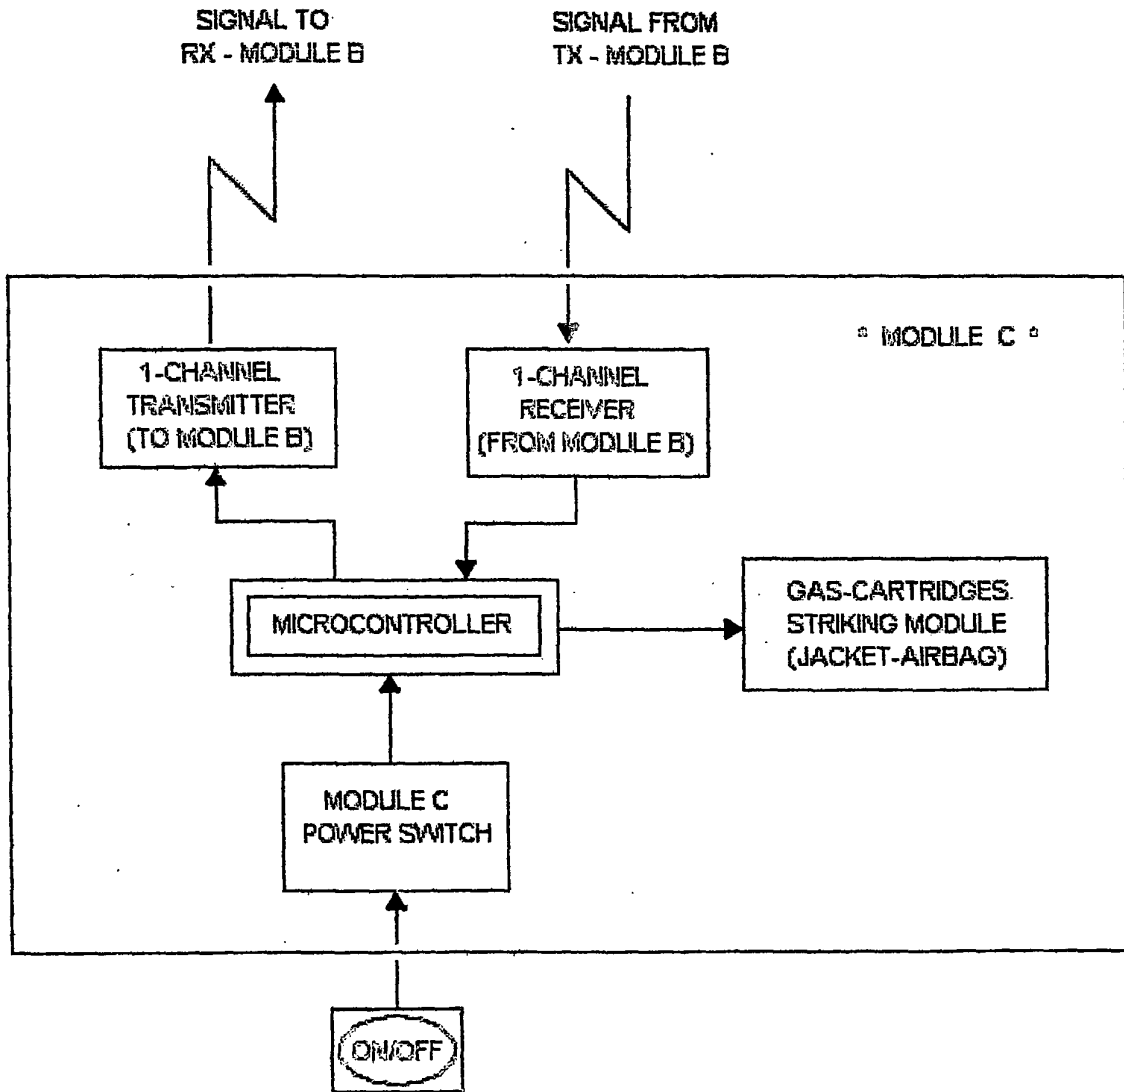 SIGNAL TO
RX - MODULE B
SIGNAL FROM
TX - MODULE B
" MODULE C "
1-CHANNEL
TRANSMITTER
(TO MODULE B)
1-CHANNEL
RECEIVER
(FROM MODULE B)
MICROCONTROLLER
GAS-CARTRIDGES
STRIKING MODULE
(JACKET-AIRBAG)
MODULE C
POWER SWITCH
ON/OFF